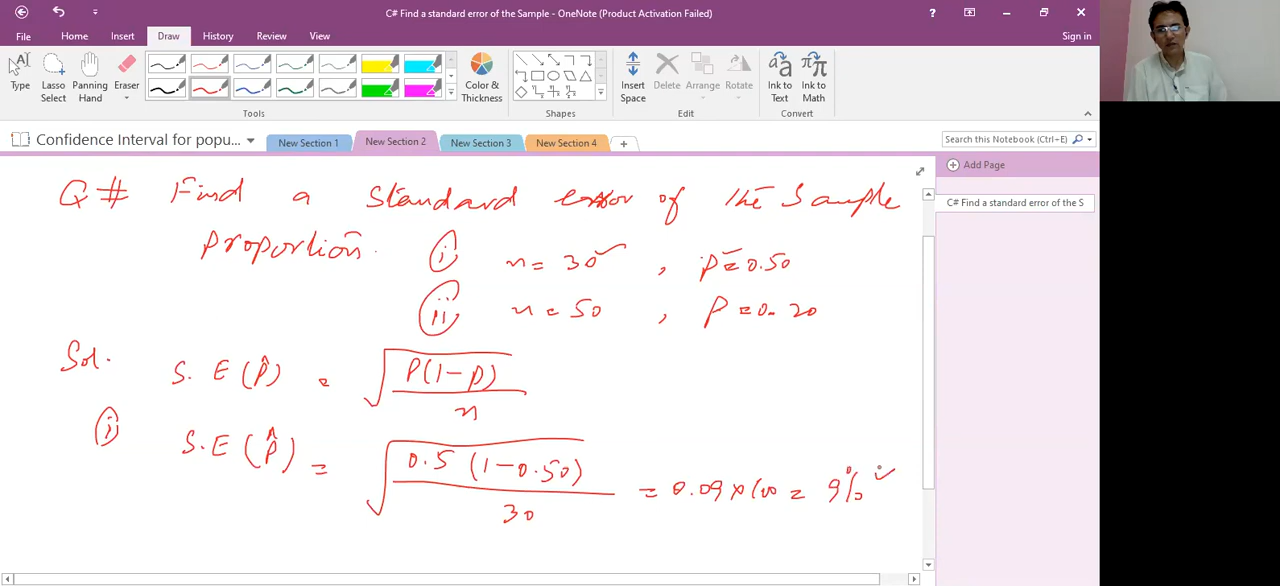 C# Find a standard error of the Sample - OneNote (Product Activation Failed)
?
File Home Insert Draw History Review View Sign in
Type
Lasso Select
Panning Hand
Eraser
Color & Thickness
Insert Space
Delete
Arrange
Rotate
Ink to Text
Ink to Math
Tools Shapes Edit Convert
Confidence Interval for popu... New Section 1 New Section 2 New Section 3 New Section 4 Search this Notebook (Ctrl+E)
Add Page
C# Find a standard error of the S
Q # Find a Standard error of the Sample
proportion. (i) n = 30 , p = 0.50
(ii) n = 50 , p = 0.20
Sol. S.E(p̂) = √(P(1-p)/n)
(i) S.E(p̂) = √(0.5 (1-0.50)/30) = 0.09 x 100 = 9%